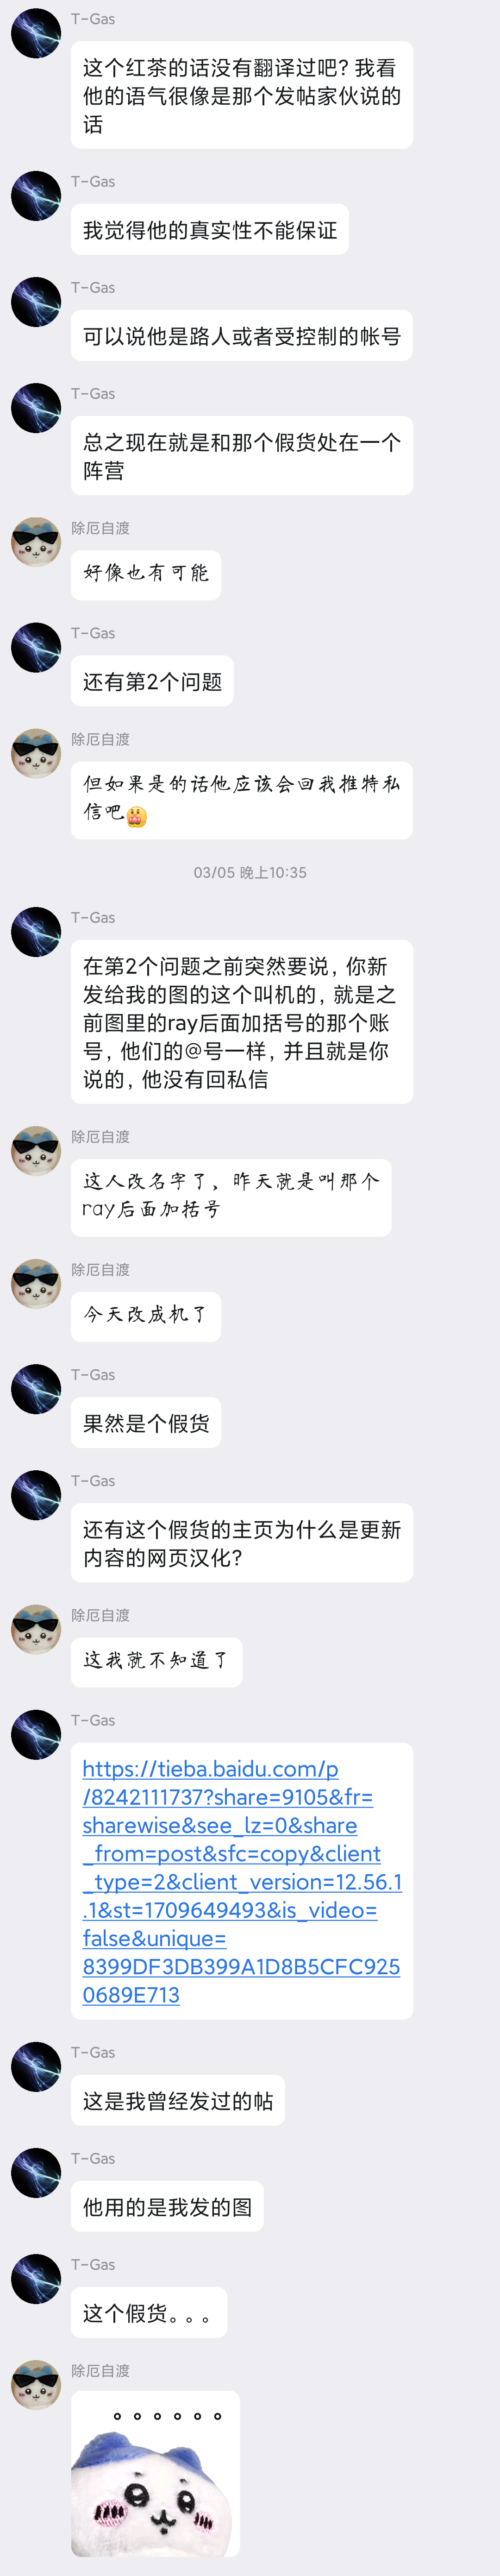 T-Gas
这个红茶的话没有翻译过吧? 我看
他的语气很像是那个发帖家伙说的
话
T-Gas
我觉得他的真实性不能保证
T-Gas
可以说他是路人或者受控制的帐号
T-Gas
总之现在就是和那个假货处在一个
阵营
除厄自渡
好像也有可能
T-Gas
还有第2个问题
除厄自渡
但如果是的话他应该会回我推特私
信吧
03/05 晚上10:35
T-Gas
在第2个问题之前突然要说, 你新
发给我的图的这个叫机的, 就是之
前图里的ray后面加括号的那个账
号, 他们的@号一样, 并且就是你
说的, 他没有回私信
除厄自渡
这人改名字了、昨天就是叫那个
ray后面加括号
除厄自渡
今天改成机了
T-Gas
果然是个假货
T-Gas
还有这个假货的主页为什么是更新
内容的网页汉化?
除厄自渡
这我就不知道了
T-Gas
https://tieba.baidu.com/p
/8242111737?share=9105&fr=
sharewise&see_lz=0&share
_from=post&sfc=copy&client
_type=2&client_version=12.56.1
.1&st=1709649493&is_video=
false&unique=
8399DF3DB399A1D8B5CFC925
0689E713
T-Gas
这是我曾经发过的帖
T-Gas
他用的是我发的图
T-Gas
这个假货。。。
除厄自渡
。。。。。。